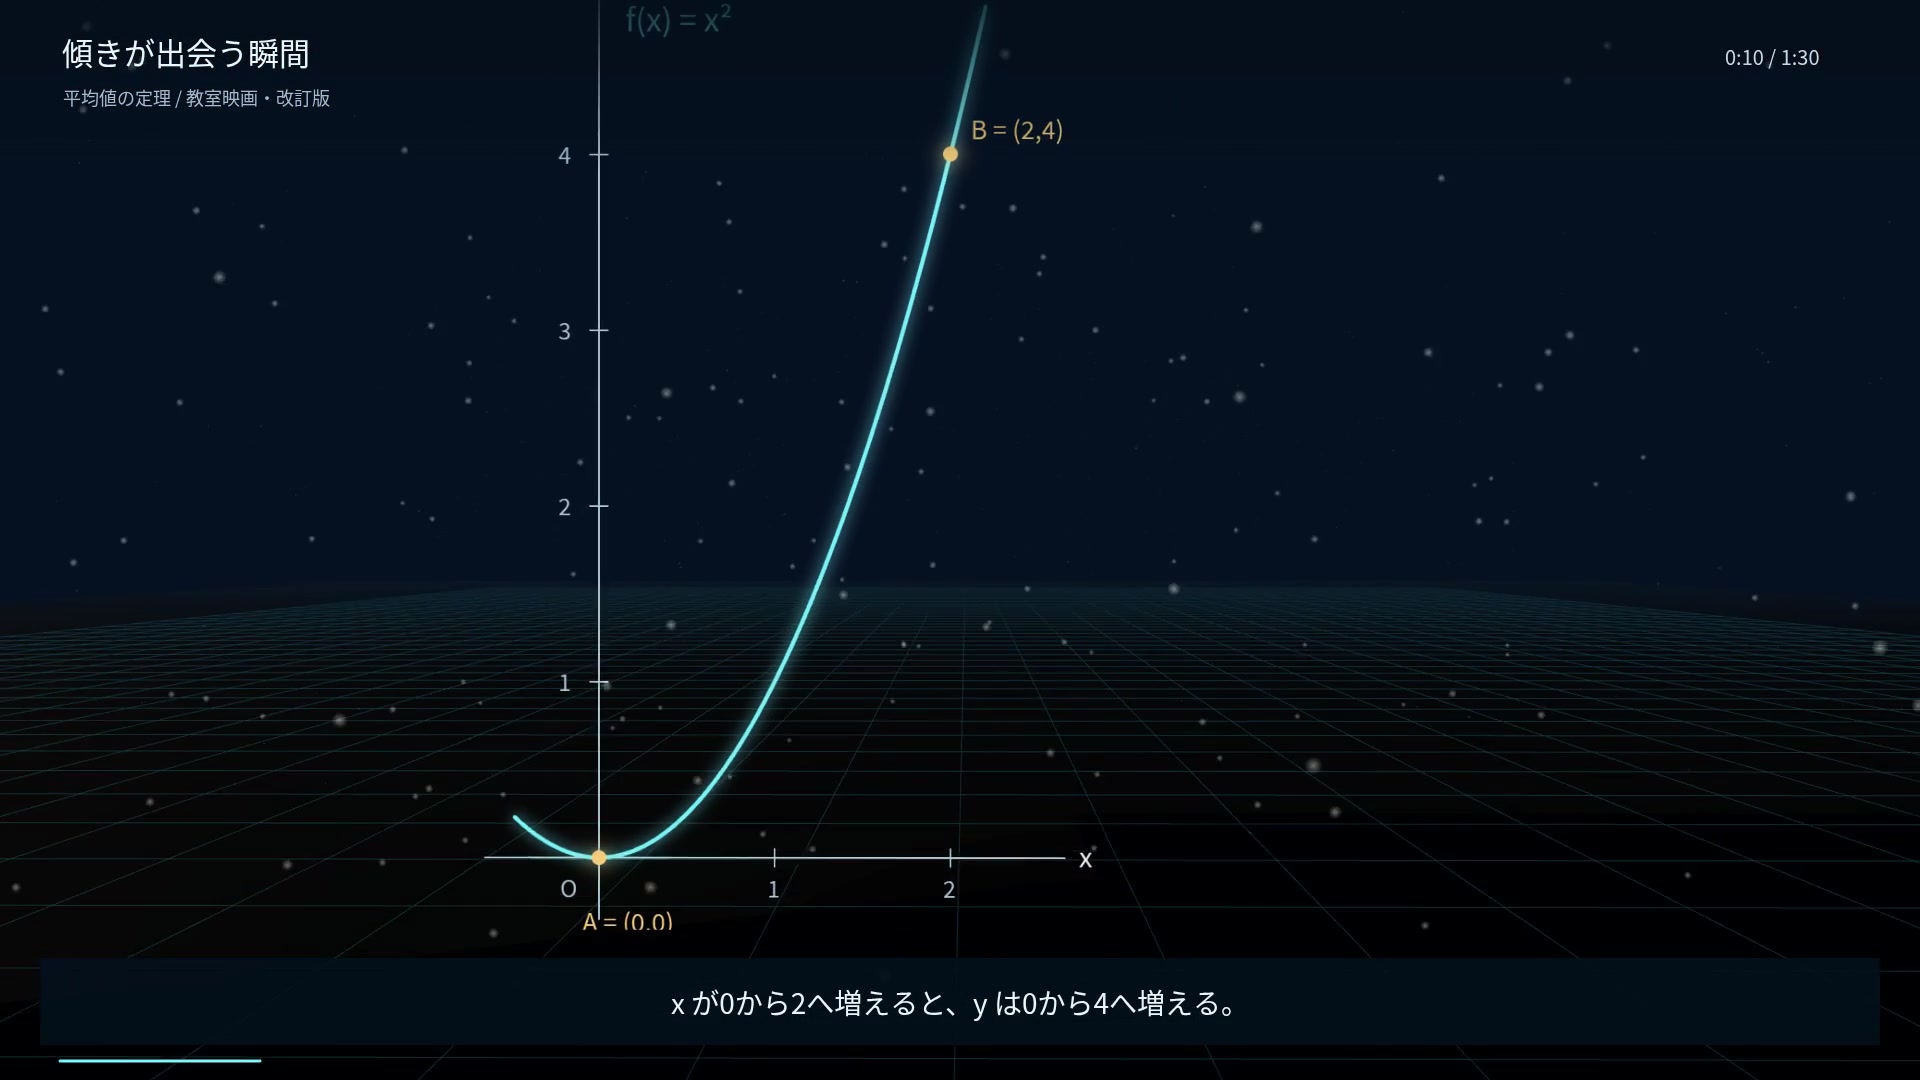 傾きが出会う瞬間
平均値の定理 / 教室映画・改訂版
0:10 / 1:30
f(x) = x²
B = (2,4)
4
3
2
1
x
O
1
2
A = (0,0)
x が0から2へ増えると、y は0から4へ増える。